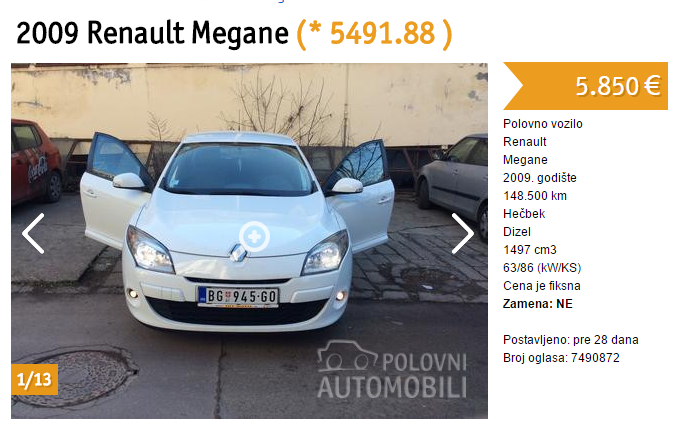 2009 Renault Megane (* 5491.88 )
5.850 €
Polovno vozilo
Renault
Megane
2009. godište
148.500 km
Hečbek
Dizel
1497 cm3
63/86 (kW/KS)
Cena je fiksna
Zamena: NE
Postavljeno: pre 28 dana
Broj oglasa: 7490872
Coca-Cola
BG 945-GO
1/13
POLOVNI
AUTOMOBILI